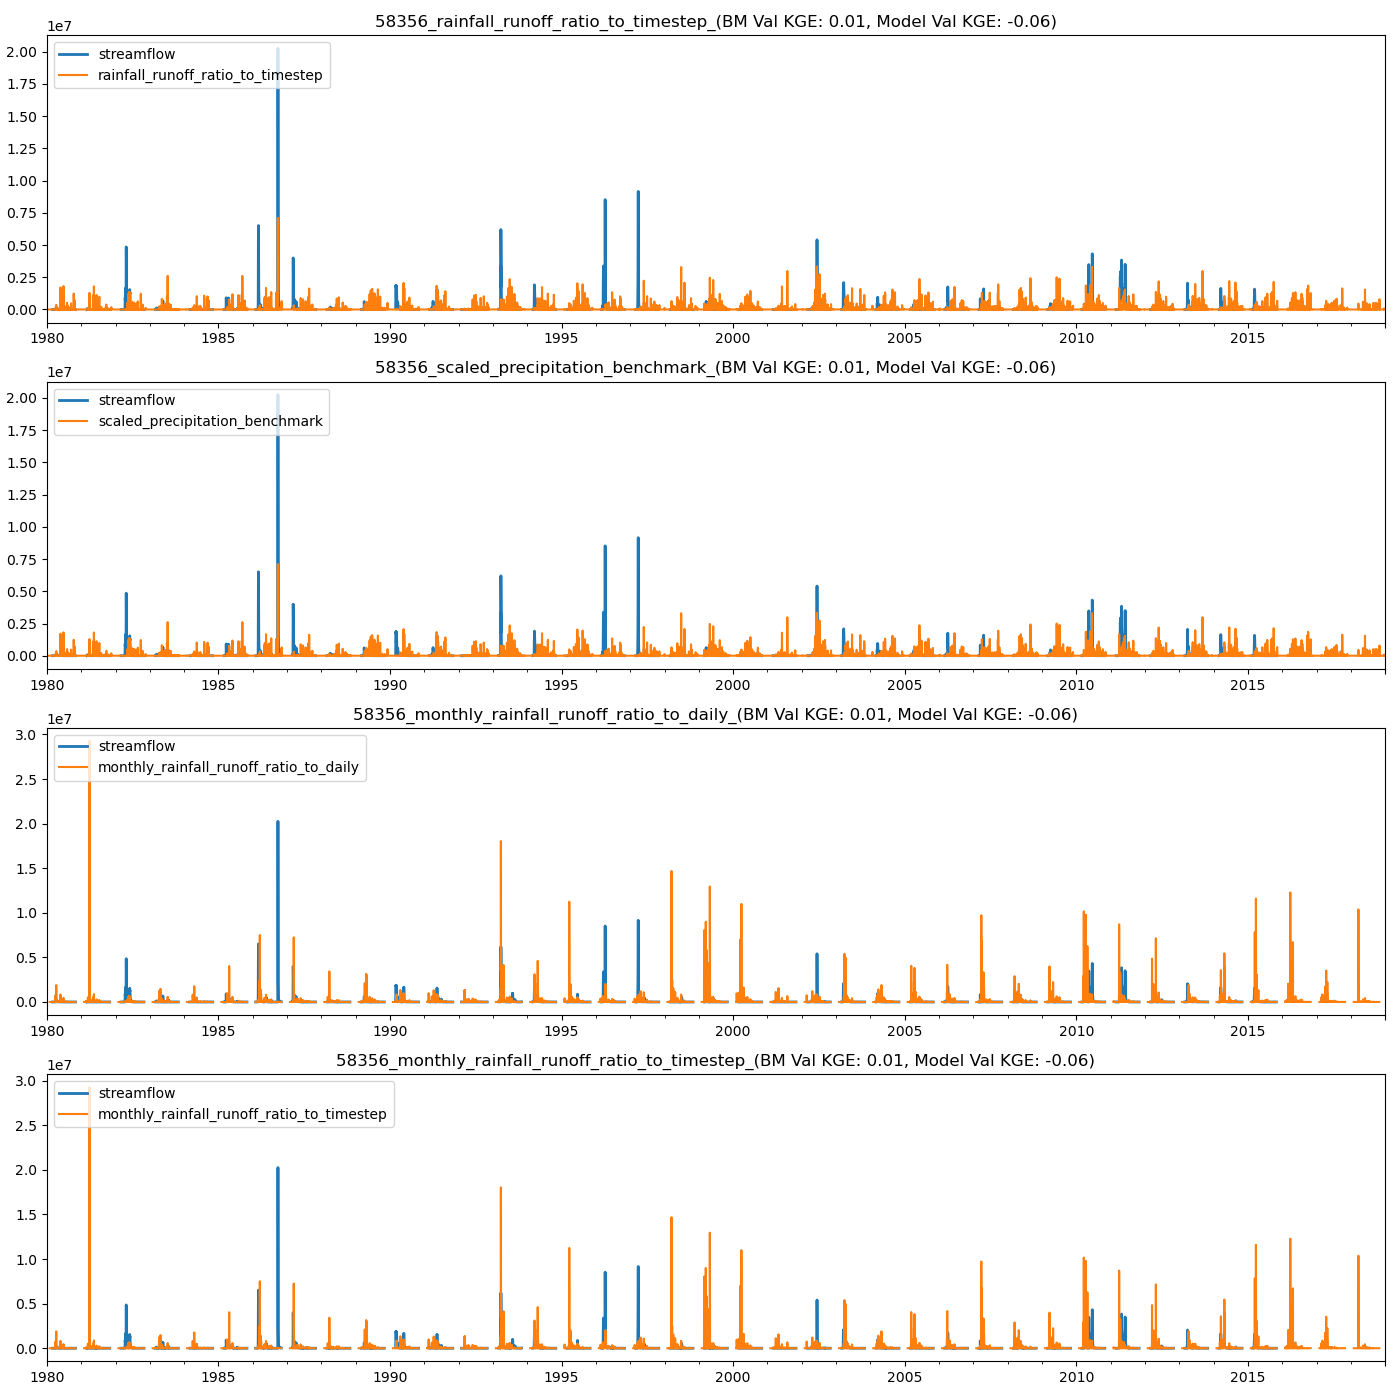 58356_rainfall_runoff_ratio_to_timestep_(BM Val KGE: 0.01, Model Val KGE: -0.06)
1e7
streamflow
rainfall_runoff_ratio_to_timestep
2.00
1.75
1.50
1.25
1.00
0.75
0.50
0.25
0.00
1980 1985 1990 1995 2000 2005 2010 2015
58356_scaled_precipitation_benchmark_(BM Val KGE: 0.01, Model Val KGE: -0.06)
1e7
streamflow
scaled_precipitation_benchmark
2.00
1.75
1.50
1.25
1.00
0.75
0.50
0.25
0.00
1980 1985 1990 1995 2000 2005 2010 2015
58356_monthly_rainfall_runoff_ratio_to_daily_(BM Val KGE: 0.01, Model Val KGE: -0.06)
1e7
streamflow
monthly_rainfall_runoff_ratio_to_daily
3.0
2.5
2.0
1.5
1.0
0.5
0.0
1980 1985 1990 1995 2000 2005 2010 2015
58356_monthly_rainfall_runoff_ratio_to_timestep_(BM Val KGE: 0.01, Model Val KGE: -0.06)
1e7
streamflow
monthly_rainfall_runoff_ratio_to_timestep
3.0
2.5
2.0
1.5
1.0
0.5
0.0
1980 1985 1990 1995 2000 2005 2010 2015